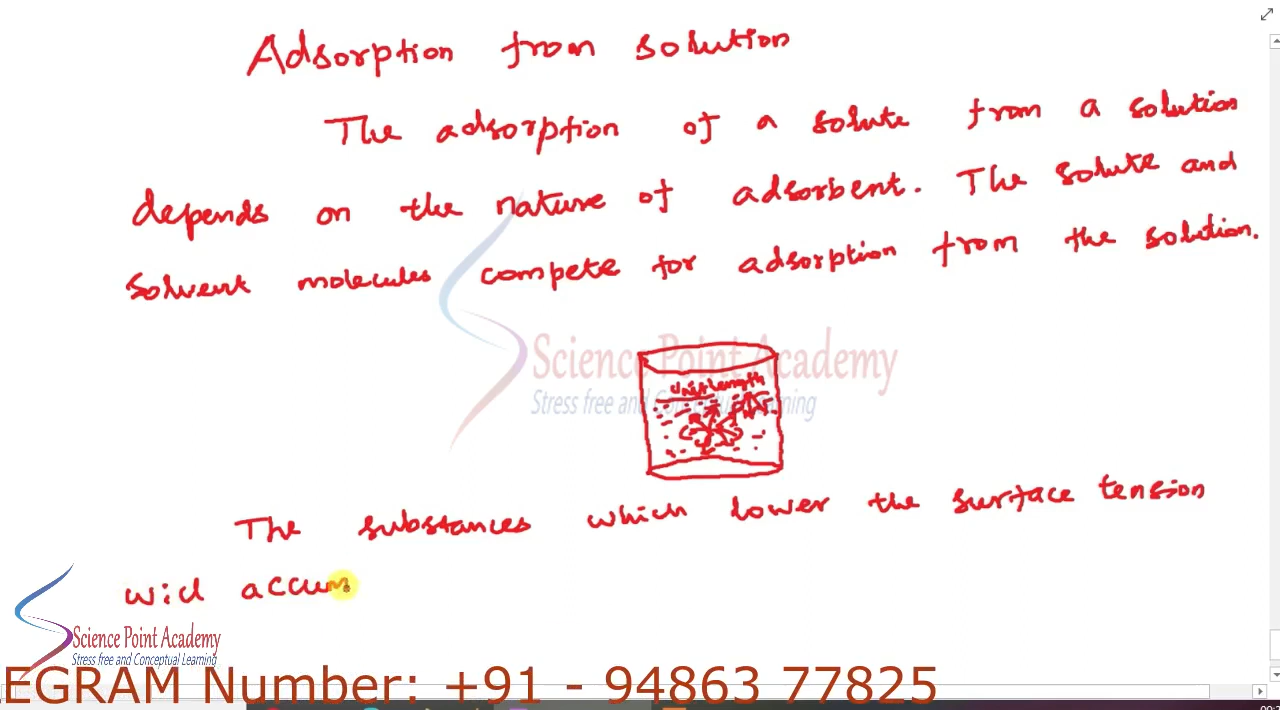 Adsorption from solution
The adsorption of a solute from a solution
depends on the nature of adsorbent. The solute and
solvent molecules compete for adsorption from the solution.
Science Point Academy
Stress free and Conceptual Learning
unit length
The substances which lower the surface tension
will accum
Science Point Academy
Stress free and Conceptual Learning
EGRAM Number: +91 - 94863 77825